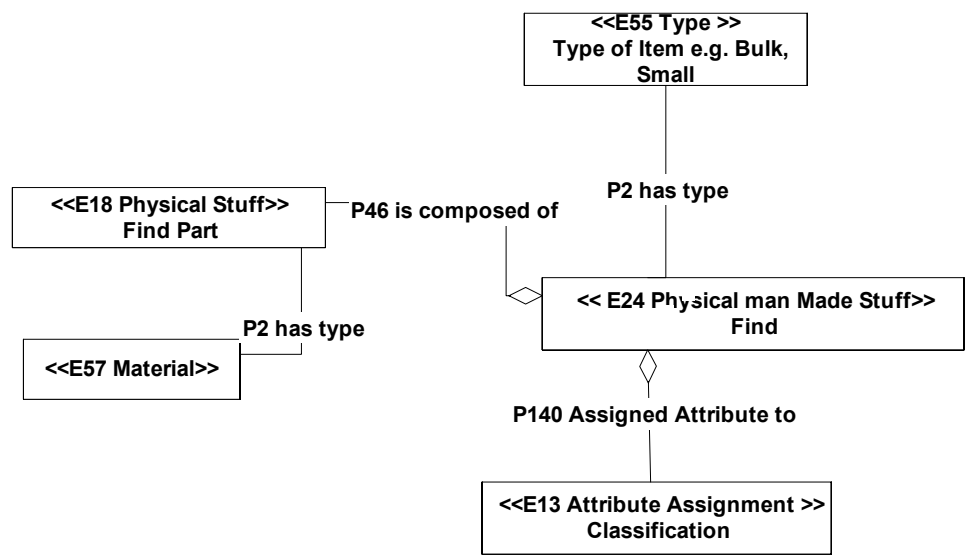 <<E55 Type >>
Type of Item e.g. Bulk,
Small
P2 has type
<<E18 Physical Stuff>>
Find Part
P46 is composed of
<< E24 Physical man Made Stuff>>
Find
P2 has type
<<E57 Material>>
P140 Assigned Attribute to
<<E13 Attribute Assignment >>
Classification